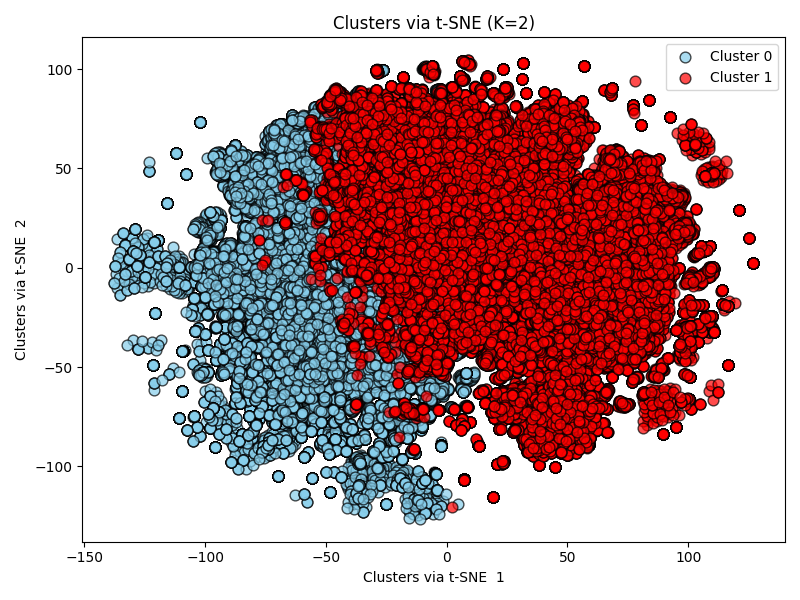 Clusters via t-SNE (K=2)
Cluster 0
Cluster 1
Clusters via t-SNE  2
100
50
0
−50
−100
−150
−100
−50
0
50
100
Clusters via t-SNE  1